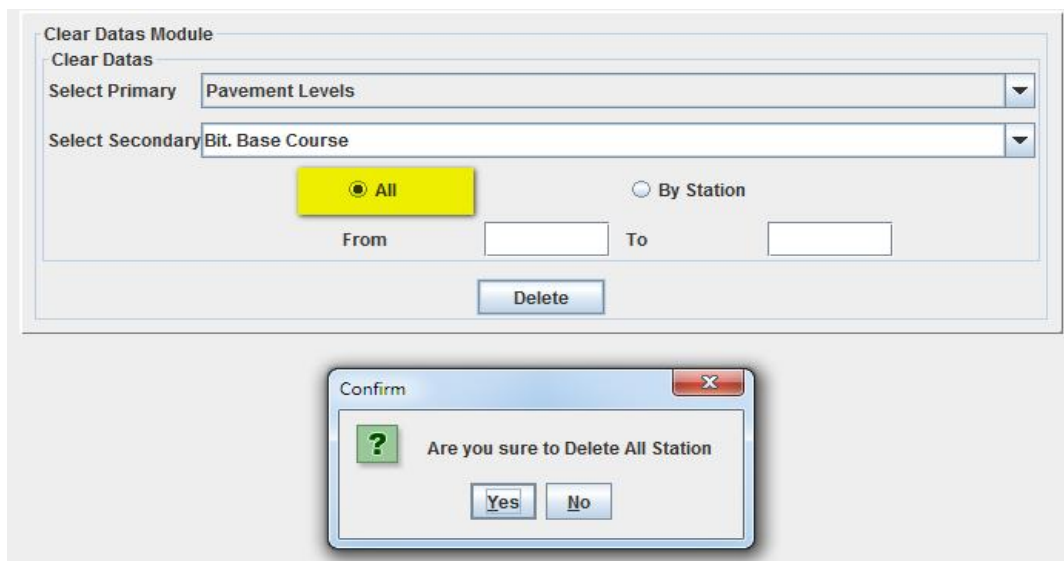 Clear Datas Module
Clear Datas
Select Primary Pavement Levels
Select Secondary Bit. Base Course
All By Station
From To
Delete
Confirm
? Are you sure to Delete All Station
Yes No